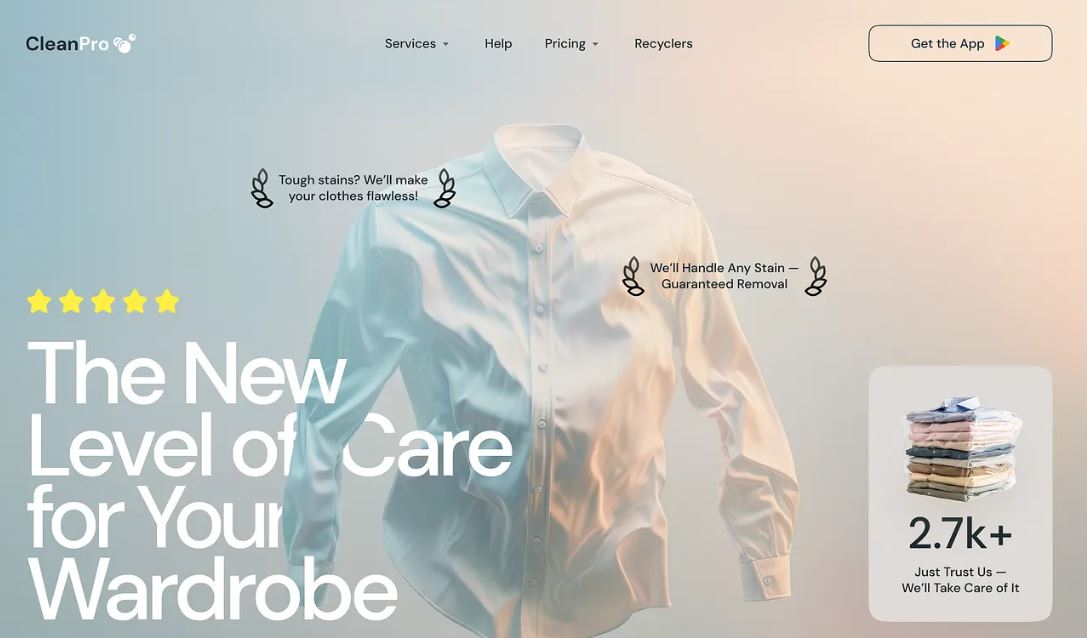 CleanPro
Services
Help
Pricing
Recyclers
Get the App
Tough stains? We'll make
your clothes flawless!
We'll Handle Any Stain —
Guaranteed Removal
The New
Level of Care
for Your
Wardrobe
2.7k+
Just Trust Us —
We'll Take Care of It